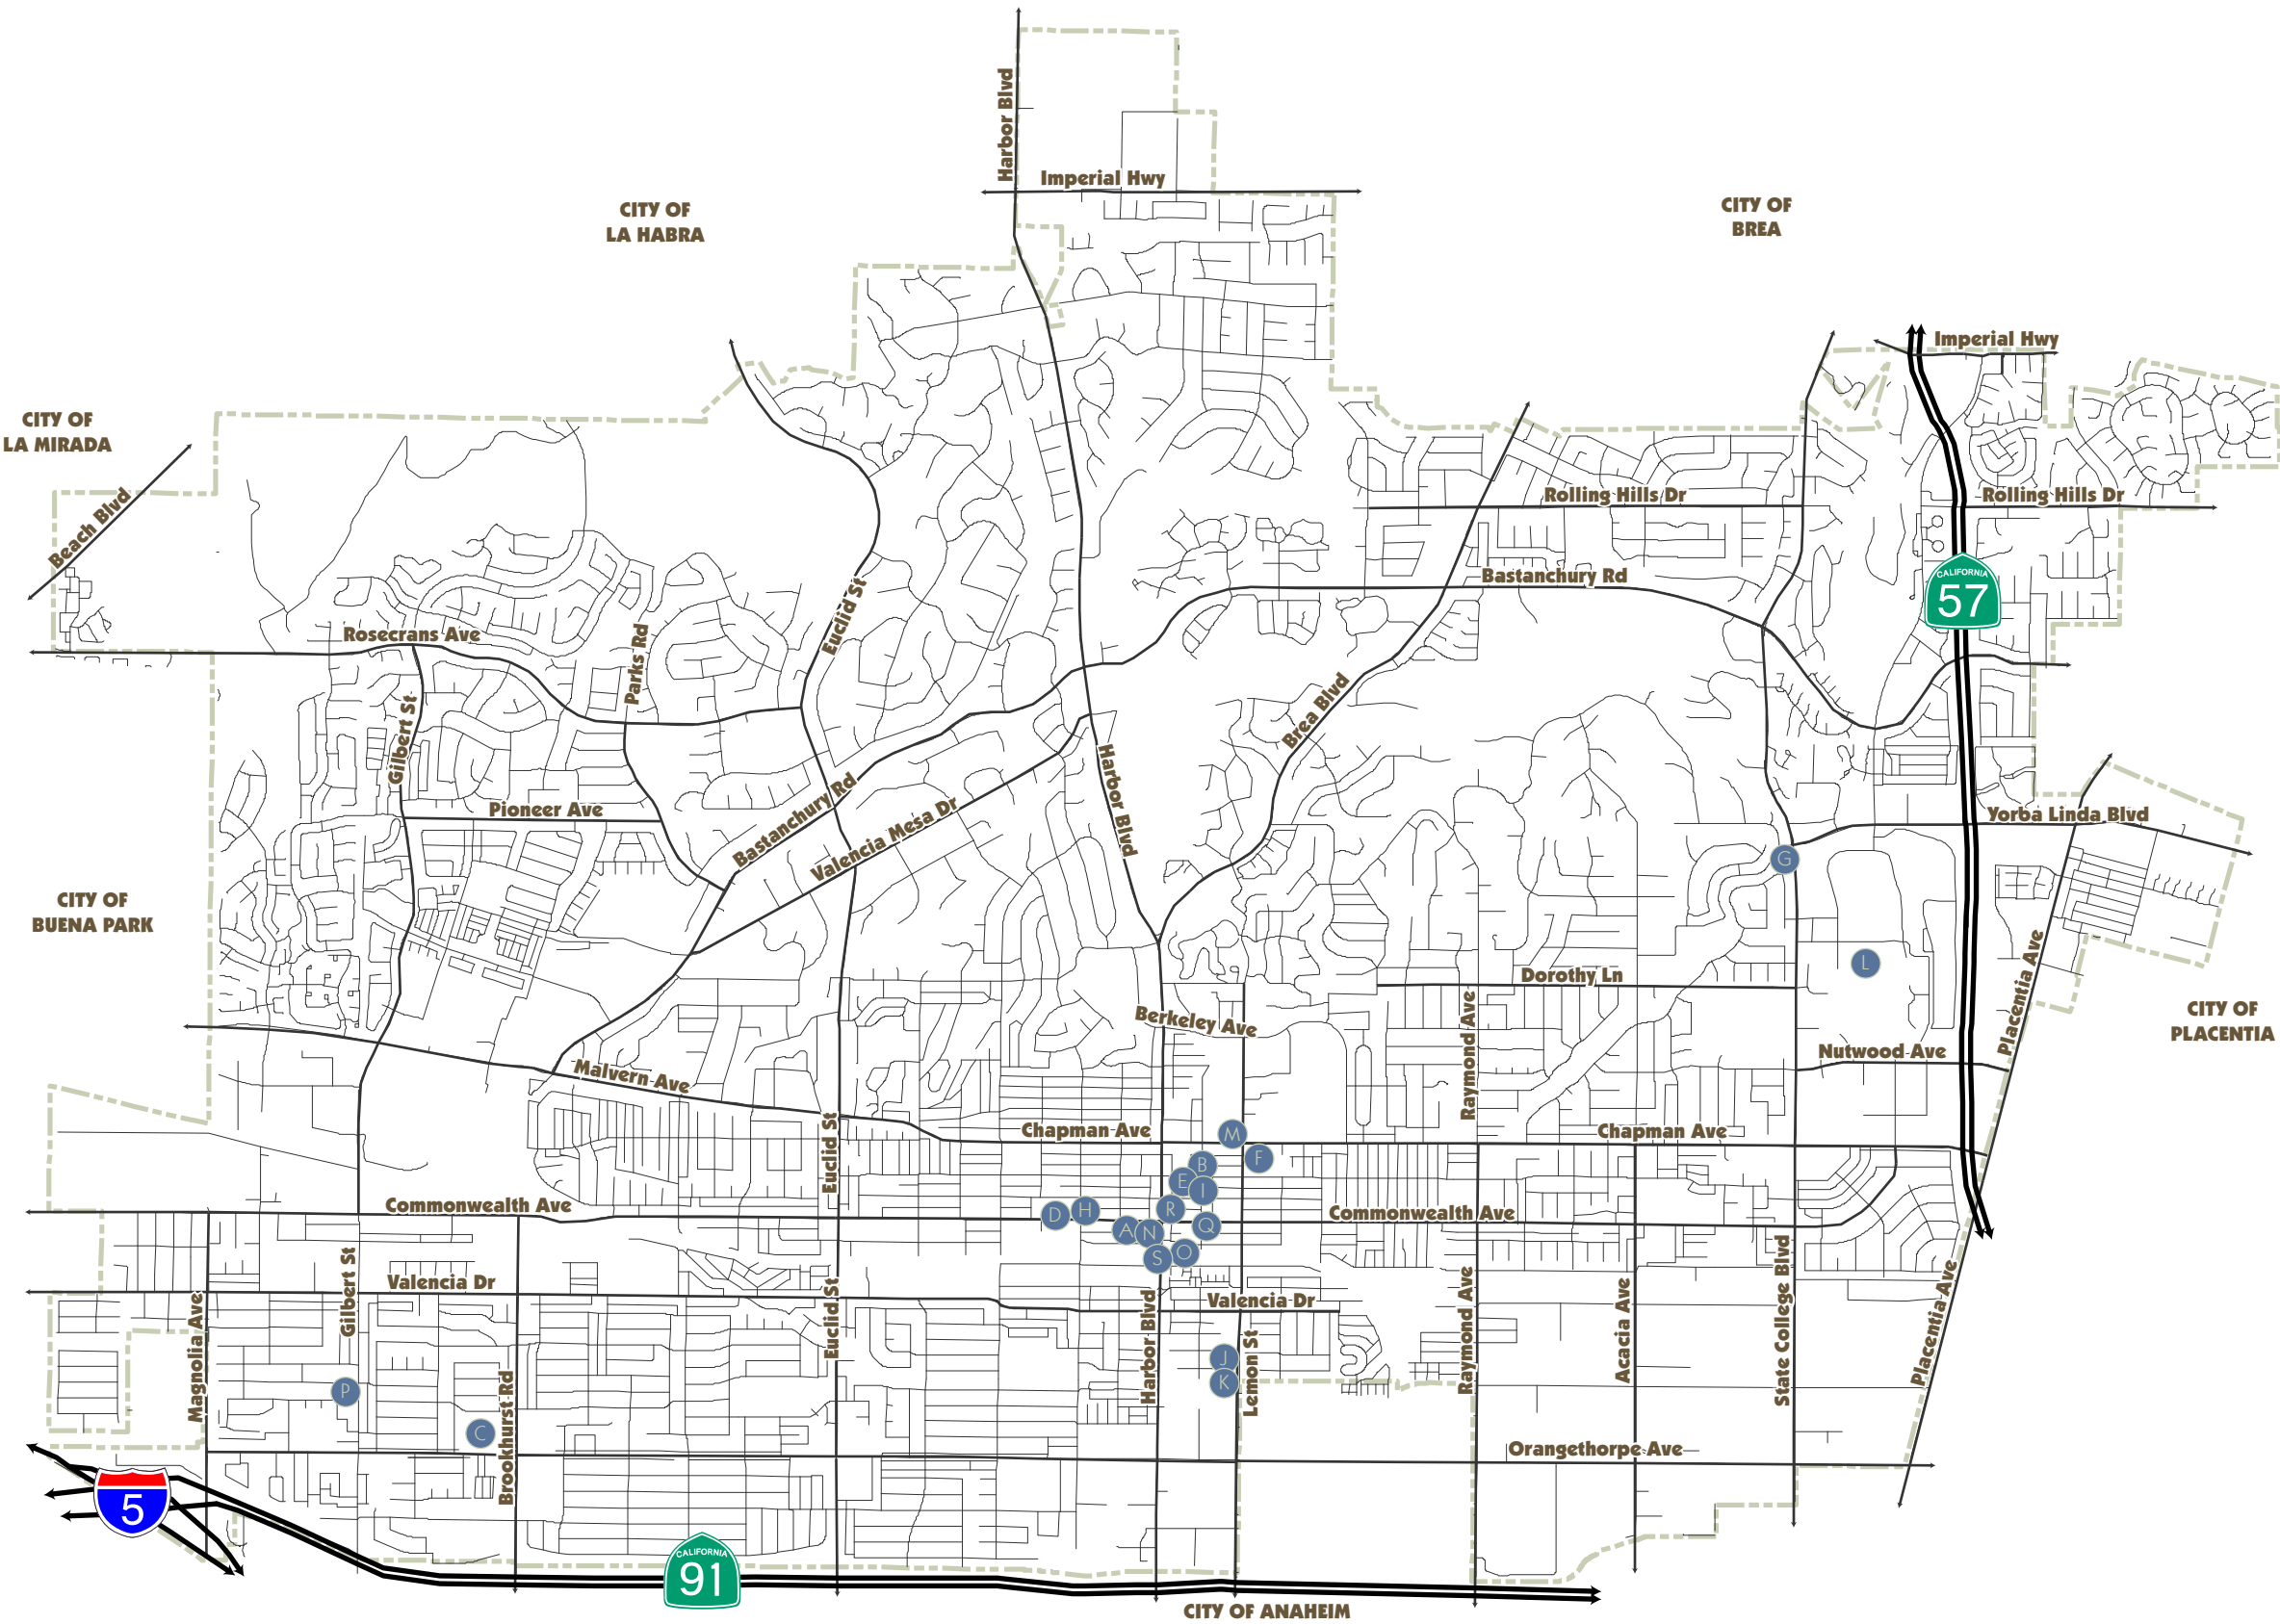 Harbor Blvd
Imperial Hwy
CITY OF
LA HABRA
CITY OF
BREA
Imperial Hwy
CITY OF
LA MIRADA
Beach Blvd
Rolling Hills Dr
Rolling Hills Dr
CALIFORNIA
57
Bastanchury Rd
Euclid St
Rosecrans Ave
Parks Rd
Gilbert St
Brea Blvd
Harbor Blvd
Pioneer Ave
Bastanchury Rd
Valencia Mesa Dr
Yorba Linda Blvd
G
CITY OF
BUENA PARK
L
Placentia Ave
Dorothy Ln
Raymond Ave
Berkeley Ave
CITY OF
PLACENTIA
Nutwood Ave
Malvern Ave
Euclid St
Chapman Ave
M
Chapman Ave
F
B
E
I
Commonwealth Ave
D
H
R
Commonwealth Ave
A
N
Q
S
O
Gilbert St
Valencia Dr
Euclid St
Valencia Dr
Magnolia Ave
Harbor Blvd
Lemon St
Raymond Ave
Acacia Ave
State College Blvd
Placentia Ave
J
K
P
C
Brookhurst Rd
Orangethorpe Ave
5
CALIFORNIA
91
CITY OF ANAHEIM